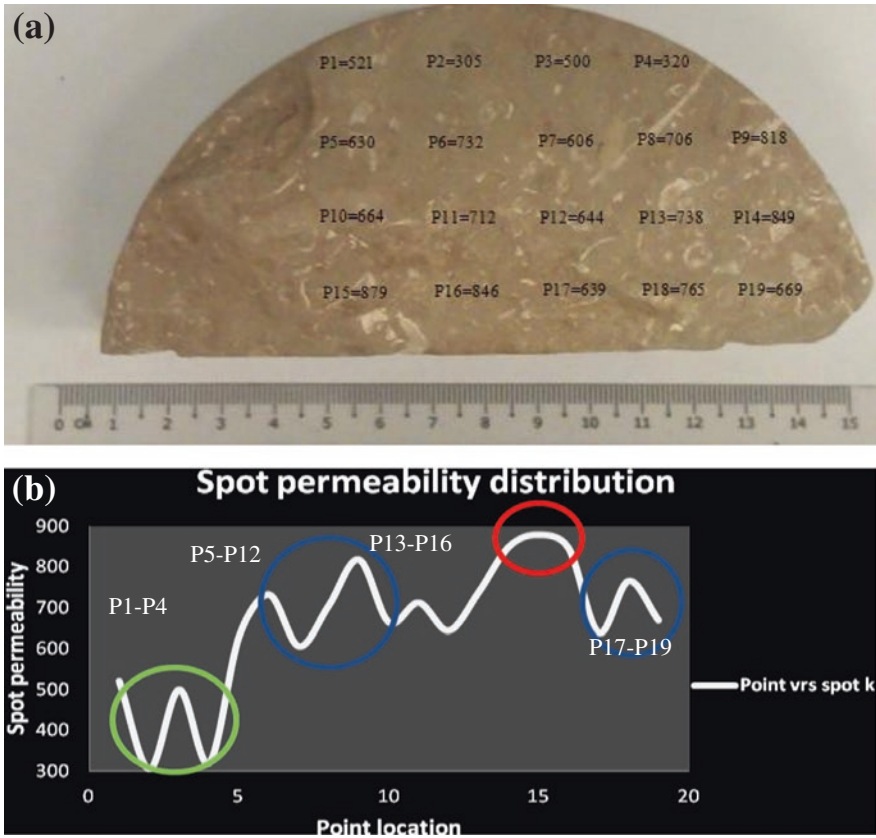 (a)
P1=521 P2=305 P3=500 P4=320
P5=630 P6=732 P7=606 P8=706 P9=818
P10=664 P11=712 P12=644 P13=738 P14=849
P15=879 P16=846 P17=639 P18=765 P19=669
0 1 2 3 4 5 6 7 8 9 10 11 12 13 14 15
(b)
Spot permeability distribution
Spot permeability
900
800
700
600
500
400
300
P1-P4
P5-P12
P13-P16
P17-P19
Point vrs spot k
0 5 10 15 20
Point location